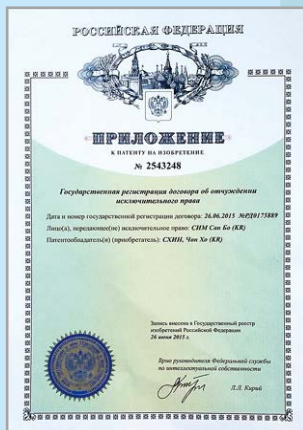 РОССИЙСКАЯ ФЕДЕРАЦИЯ
ПРИЛОЖЕНИЕ
К ПАТЕНТУ НА ИЗОБРЕТЕНИЕ
№ 2543248
Государственная регистрация договора об отчуждении
исключительного права
Дата и номер государственной регистрации договора: 26.06.2015 №РД0175889
Лицо(а), передающее(ие) исключительное право: СИМ Сан Бо (KR)
Патентообладатель(и) (приобретатель): СХИН, Чан Хо (KR)
Запись внесена в Государственный реестр
изобретений Российской Федерации
26 июня 2015 г.
Врио руководителя Федеральной службы
по интеллектуальной собственности
Л.Л. Кирий